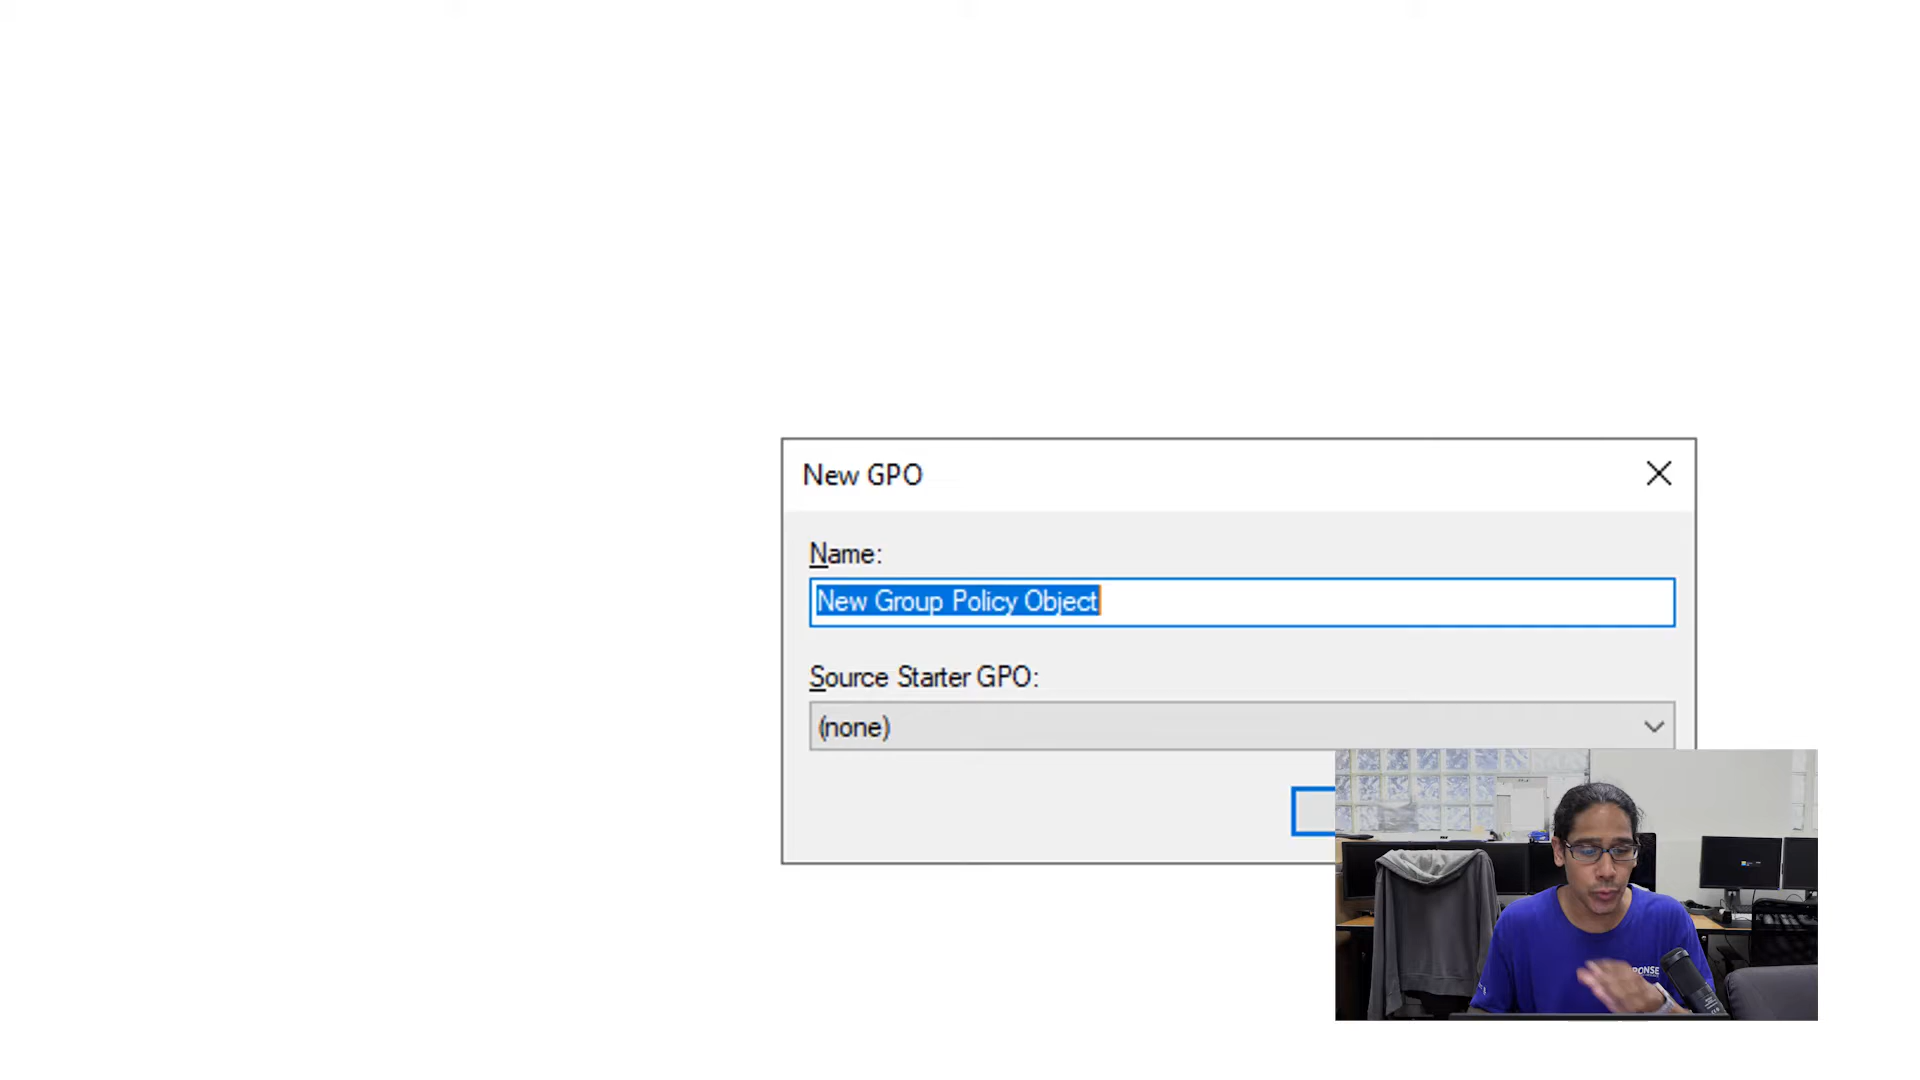 New GPO
Name:
New Group Policy Object
Source Starter GPO:
(none)